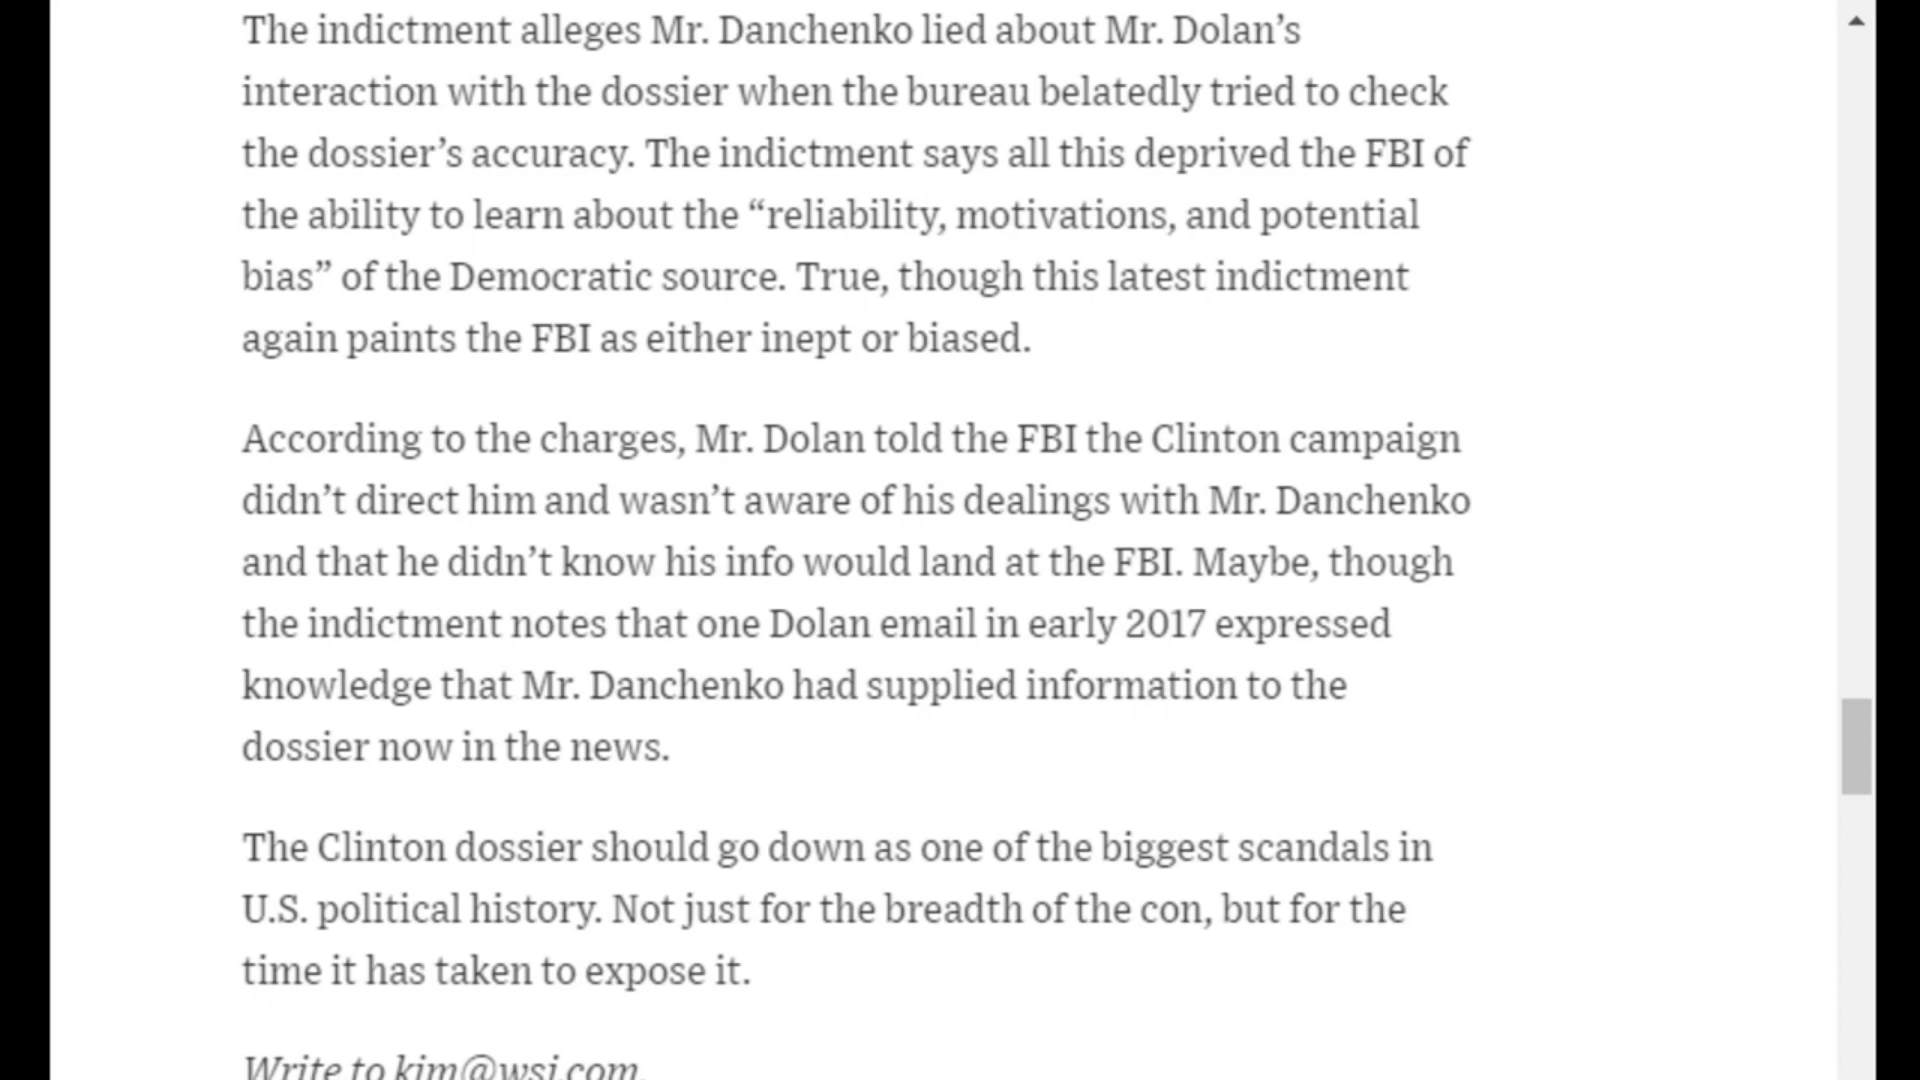 The indictment alleges Mr. Danchenko lied about Mr. Dolan’s
interaction with the dossier when the bureau belatedly tried to check
the dossier’s accuracy. The indictment says all this deprived the FBI of
the ability to learn about the “reliability, motivations, and potential
bias” of the Democratic source. True, though this latest indictment
again paints the FBI as either inept or biased.
According to the charges, Mr. Dolan told the FBI the Clinton campaign
didn’t direct him and wasn’t aware of his dealings with Mr. Danchenko
and that he didn’t know his info would land at the FBI. Maybe, though
the indictment notes that one Dolan email in early 2017 expressed
knowledge that Mr. Danchenko had supplied information to the
dossier now in the news.
The Clinton dossier should go down as one of the biggest scandals in
U.S. political history. Not just for the breadth of the con, but for the
time it has taken to expose it.
Write to kim@wsj.com.